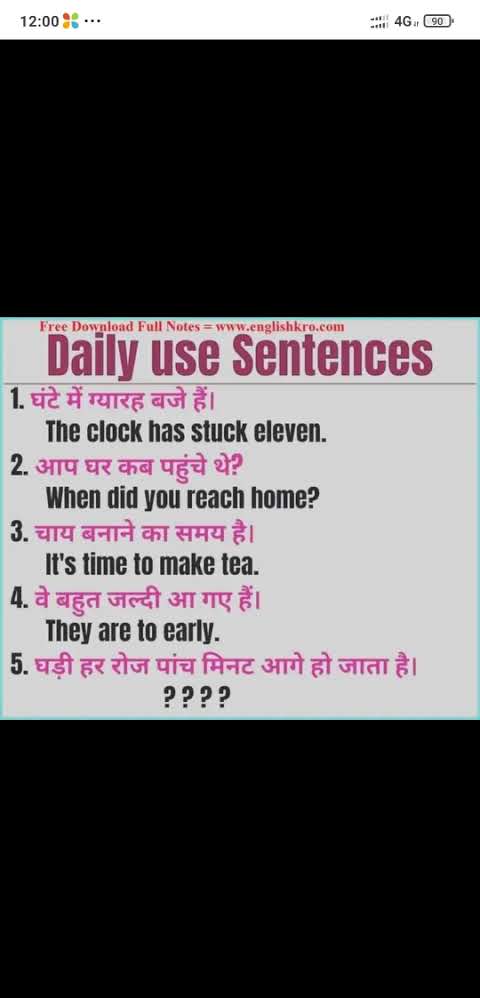 12:00 ... 4G 90
Free Download Full Notes = www.englishkro.com
Daily use Sentences
1. घंटे में ग्यारह बजे हैं।
The clock has stuck eleven.
2. आप घर कब पहुंचे थे?
When did you reach home?
3. चाय बनाने का समय है।
It's time to make tea.
4. वे बहुत जल्दी आ गए हैं।
They are to early.
5. घड़ी हर रोज पांच मिनट आगे हो जाता है।
? ? ? ?